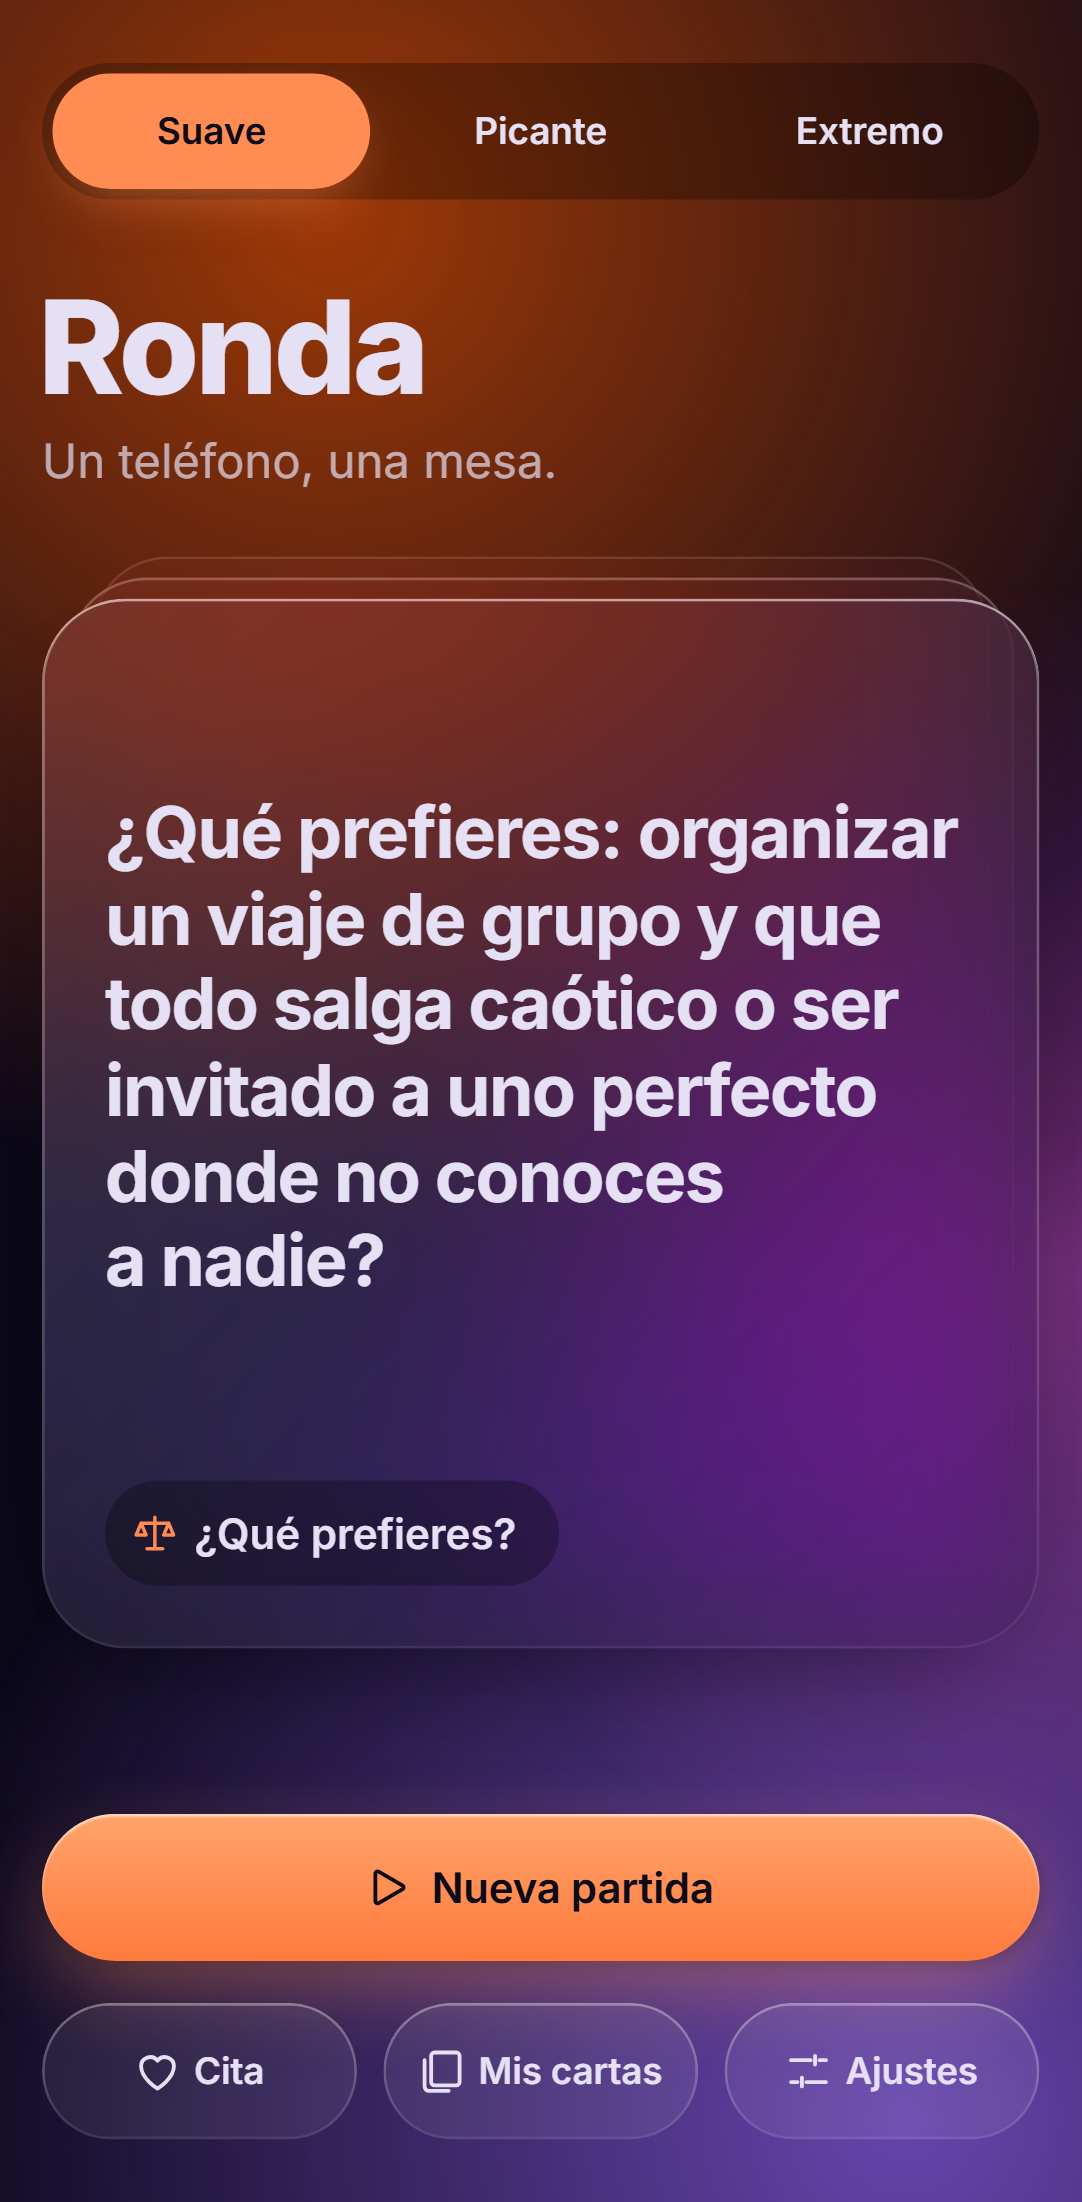 Suave
Picante
Extremo
Ronda
Un teléfono, una mesa.
¿Qué prefieres: organizar
un viaje de grupo y que
todo salga caótico o ser
invitado a uno perfecto
donde no conoces
a nadie?
¿Qué prefieres?
Nueva partida
Cita
Mis cartas
Ajustes